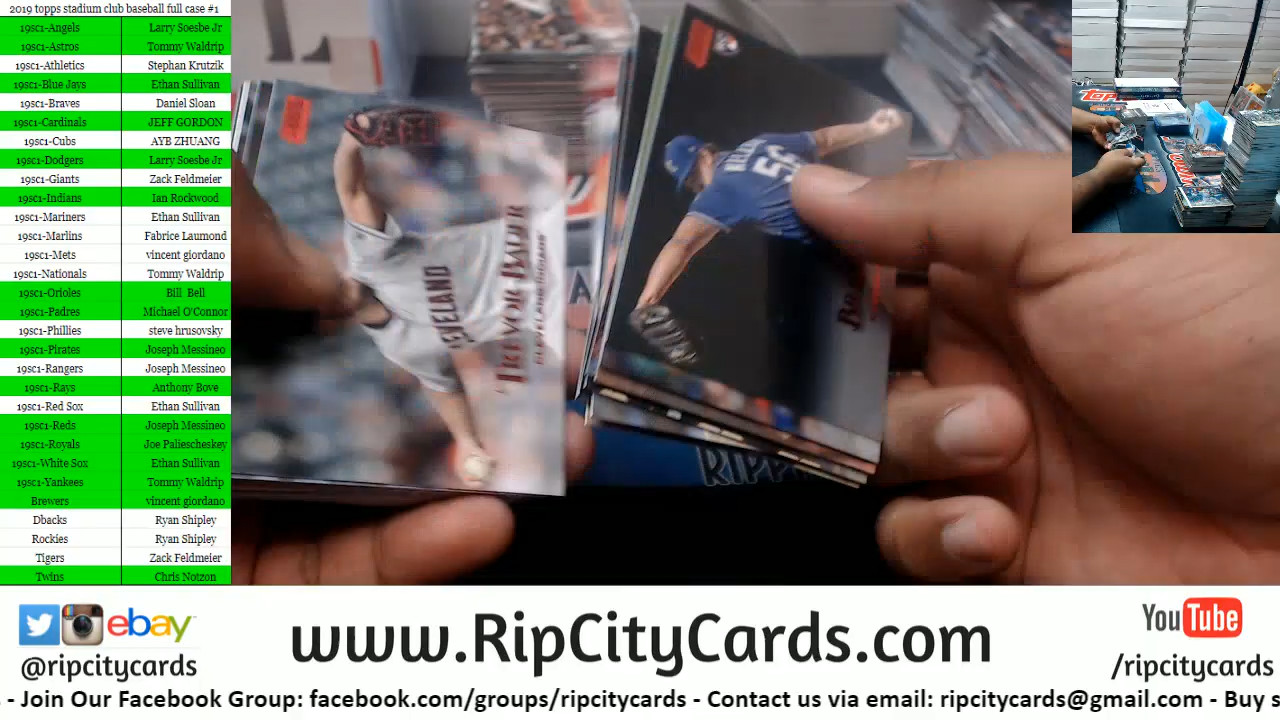 2019 topps stadium club baseball full case #1
19sc1-Angels Larry Soesbe Jr
19sc1-Astros Tommy Waldrip
19sc1-Athletics Stephan Krutzik
19sc1-Blue Jays Ethan Sullivan
19sc1-Braves Daniel Sloan
19sc1-Cardinals JEFF GORDON
19sc1-Cubs AYB ZHUANG
19sc1-Dodgers Larry Soesbe Jr
19sc1-Giants Zack Feldmeier
19sc1-Indians Ian Rockwood
19sc1-Mariners Ethan Sullivan
19sc1-Marlins Fabrice Laumond
19sc1-Mets vincent giordano
19sc1-Nationals Tommy Waldrip
19sc1-Orioles Bill Bell
19sc1-Padres Michael O'Connor
19sc1-Phillies steve hrusovsky
19sc1-Pirates Joseph Messineo
19sc1-Rangers Joseph Messineo
19sc1-Rays Anthony Bove
19sc1-Red Sox Ethan Sullivan
19sc1-Reds Joseph Messineo
19sc1-Royals Joe Paliescheskey
19sc1-White Sox Ethan Sullivan
19sc1-Yankees Tommy Waldrip
Brewers vincent giordano
Dbacks Ryan Shipley
Rockies Ryan Shipley
Tigers Zack Feldmeier
Twins Chris Notzon
TREVOR BAUER
CLEVELAND INDIANS
56
ebay
@ripcitycards
www.RipCityCards.com
YouTube
/ripcitycards
- Join Our Facebook Group: facebook.com/groups/ripcitycards - Contact us via email: ripcitycards@gmail.com - Buy s